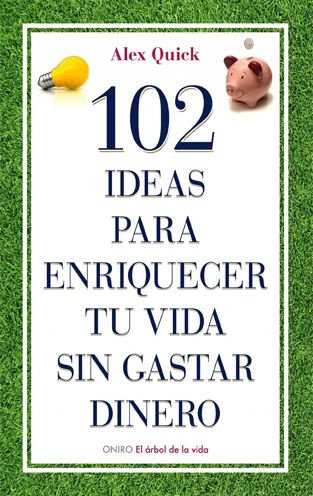 Alex Quick
102
IDEAS
PARA
ENRIQUECER
TU VIDA
SIN GASTAR
DINERO
ONIRO El árbol de la vida